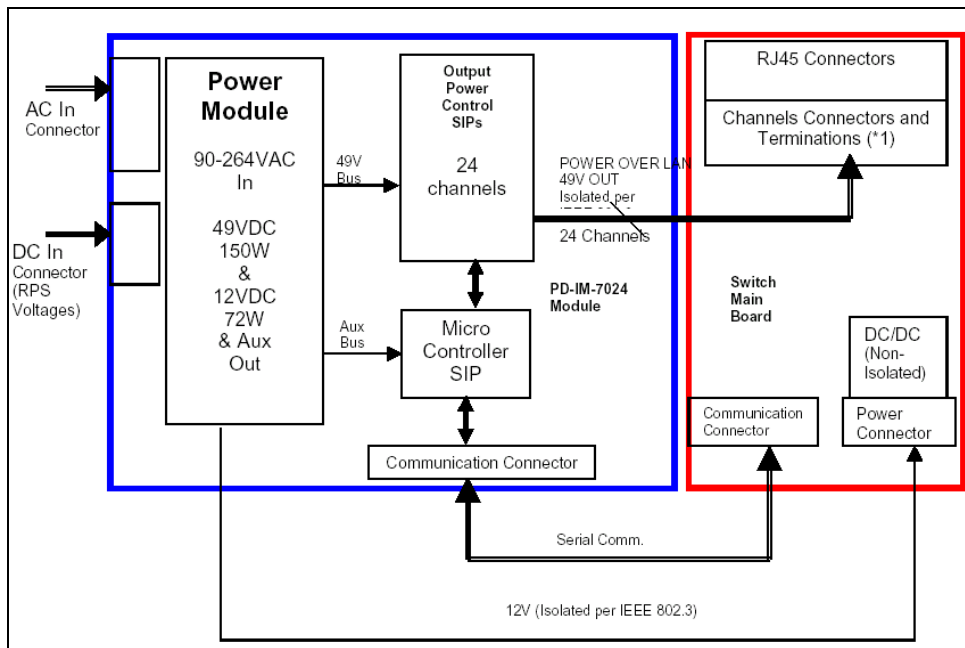 AC In
Connector
DC In
Connector
(RPS
Voltages)
Power
Module
90-264VAC
In
49VDC
150W
&
12VDC
72W
& Aux
Out
49V
Bus
Aux
Bus
Output
Power
Control
SIPs
24
channels
Micro
Controller
SIP
Communication Connector
POWER OVER LAN
49V OUT
Isolated per
24 Channels
PD-IM-7024
Module
RJ45 Connectors
Channels Connectors and
Terminations (*1)
Switch
Main
Board
DC/DC
(Non-
Isolated)
Communication
Connector
Power
Connector
Serial Comm.
12V (Isolated per IEEE 802.3)